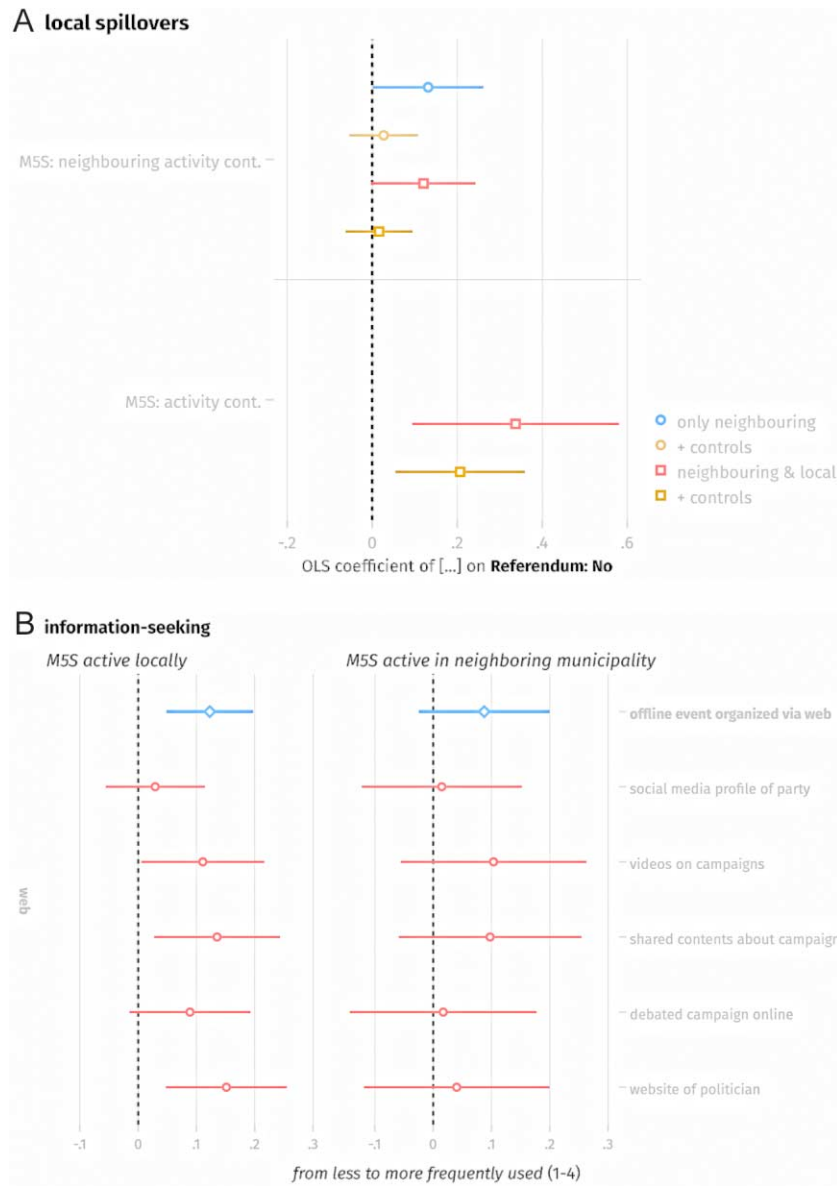 A local spillovers
M5S: neighbouring activity cont.
M5S: activity cont.
only neighbouring
+ controls
neighbouring & local
+ controls
-.2 0 .2 .4 .6
OLS coefficient of [...] on Referendum: No
B information-seeking
M5S active locally M5S active in neighboring municipality
offline event organized via web
social media profile of party
videos on campaigns
web
shared contents about campaign
debated campaign online
website of politician
-.1 0 .1 .2 .3 -.1 0 .1 .2 .3
from less to more frequently used (1-4)